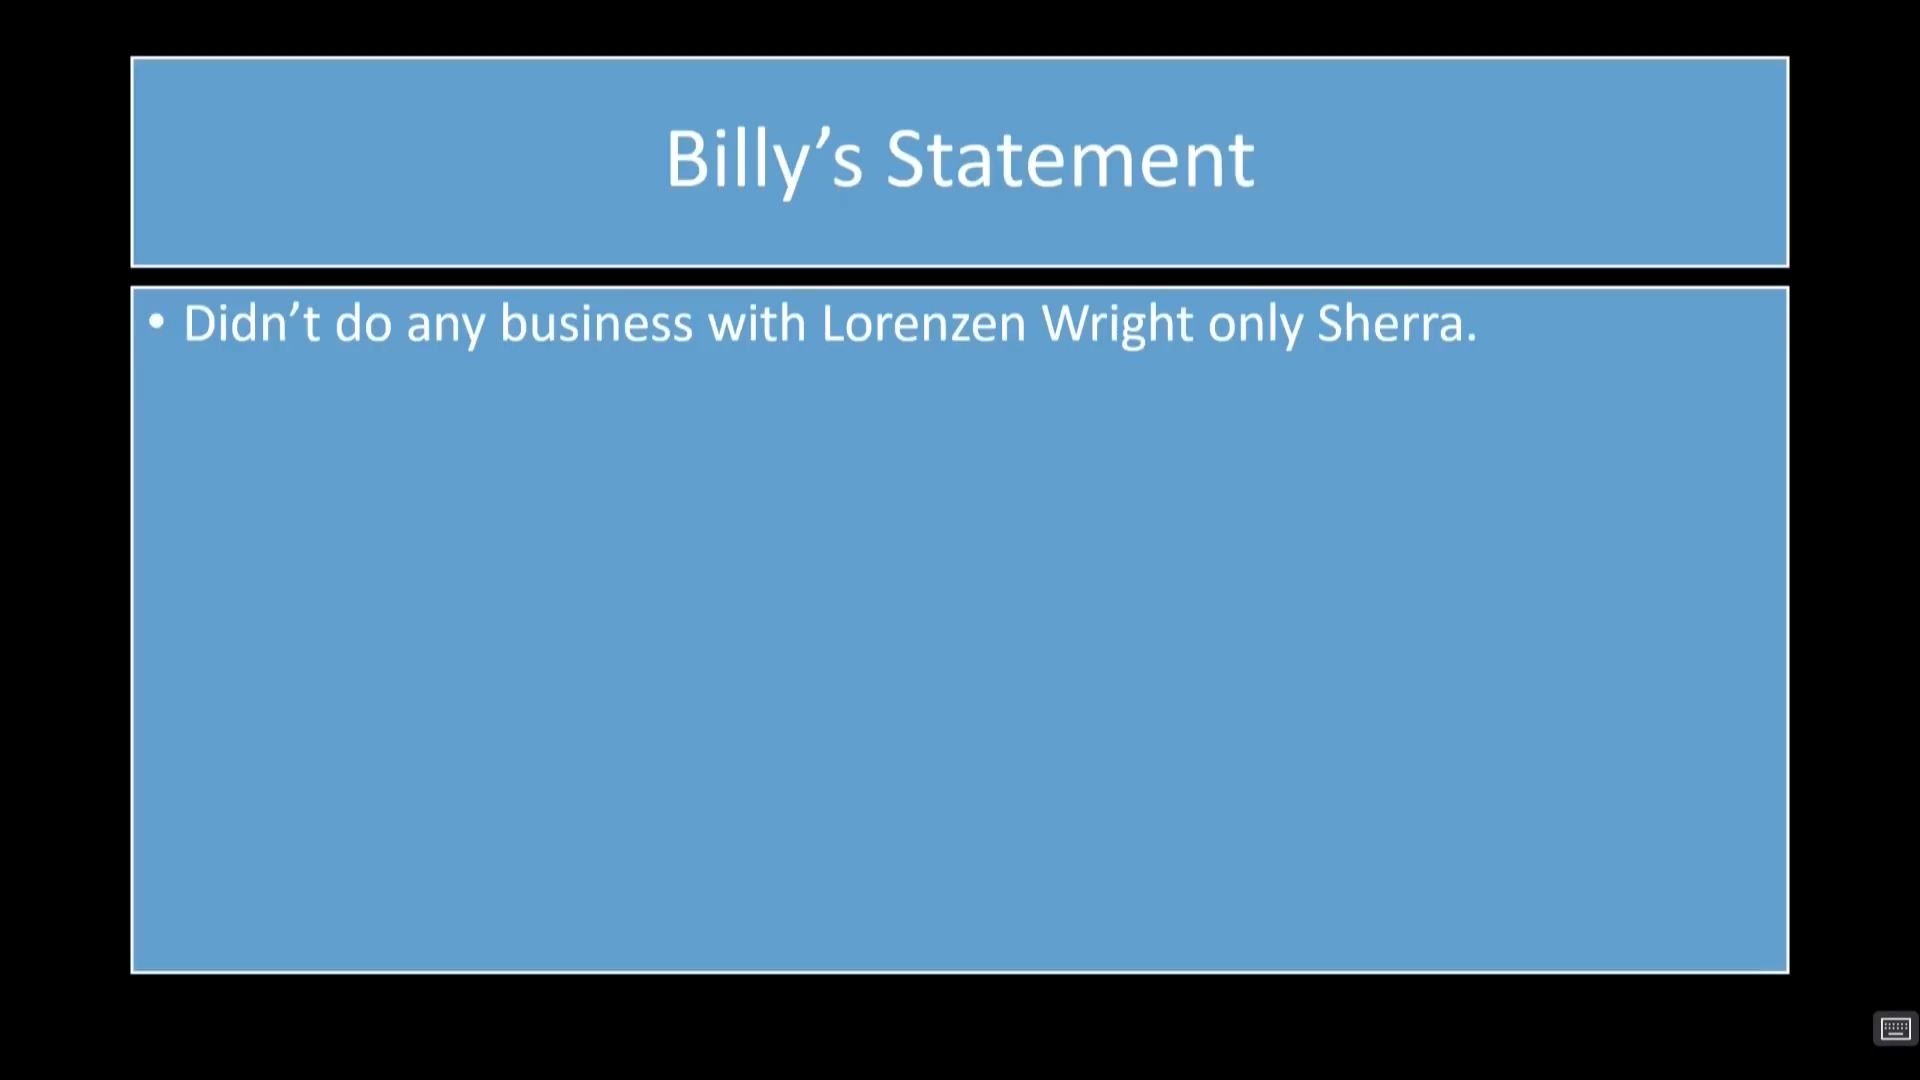 Billy’s Statement
• Didn’t do any business with Lorenzen Wright only Sherra.